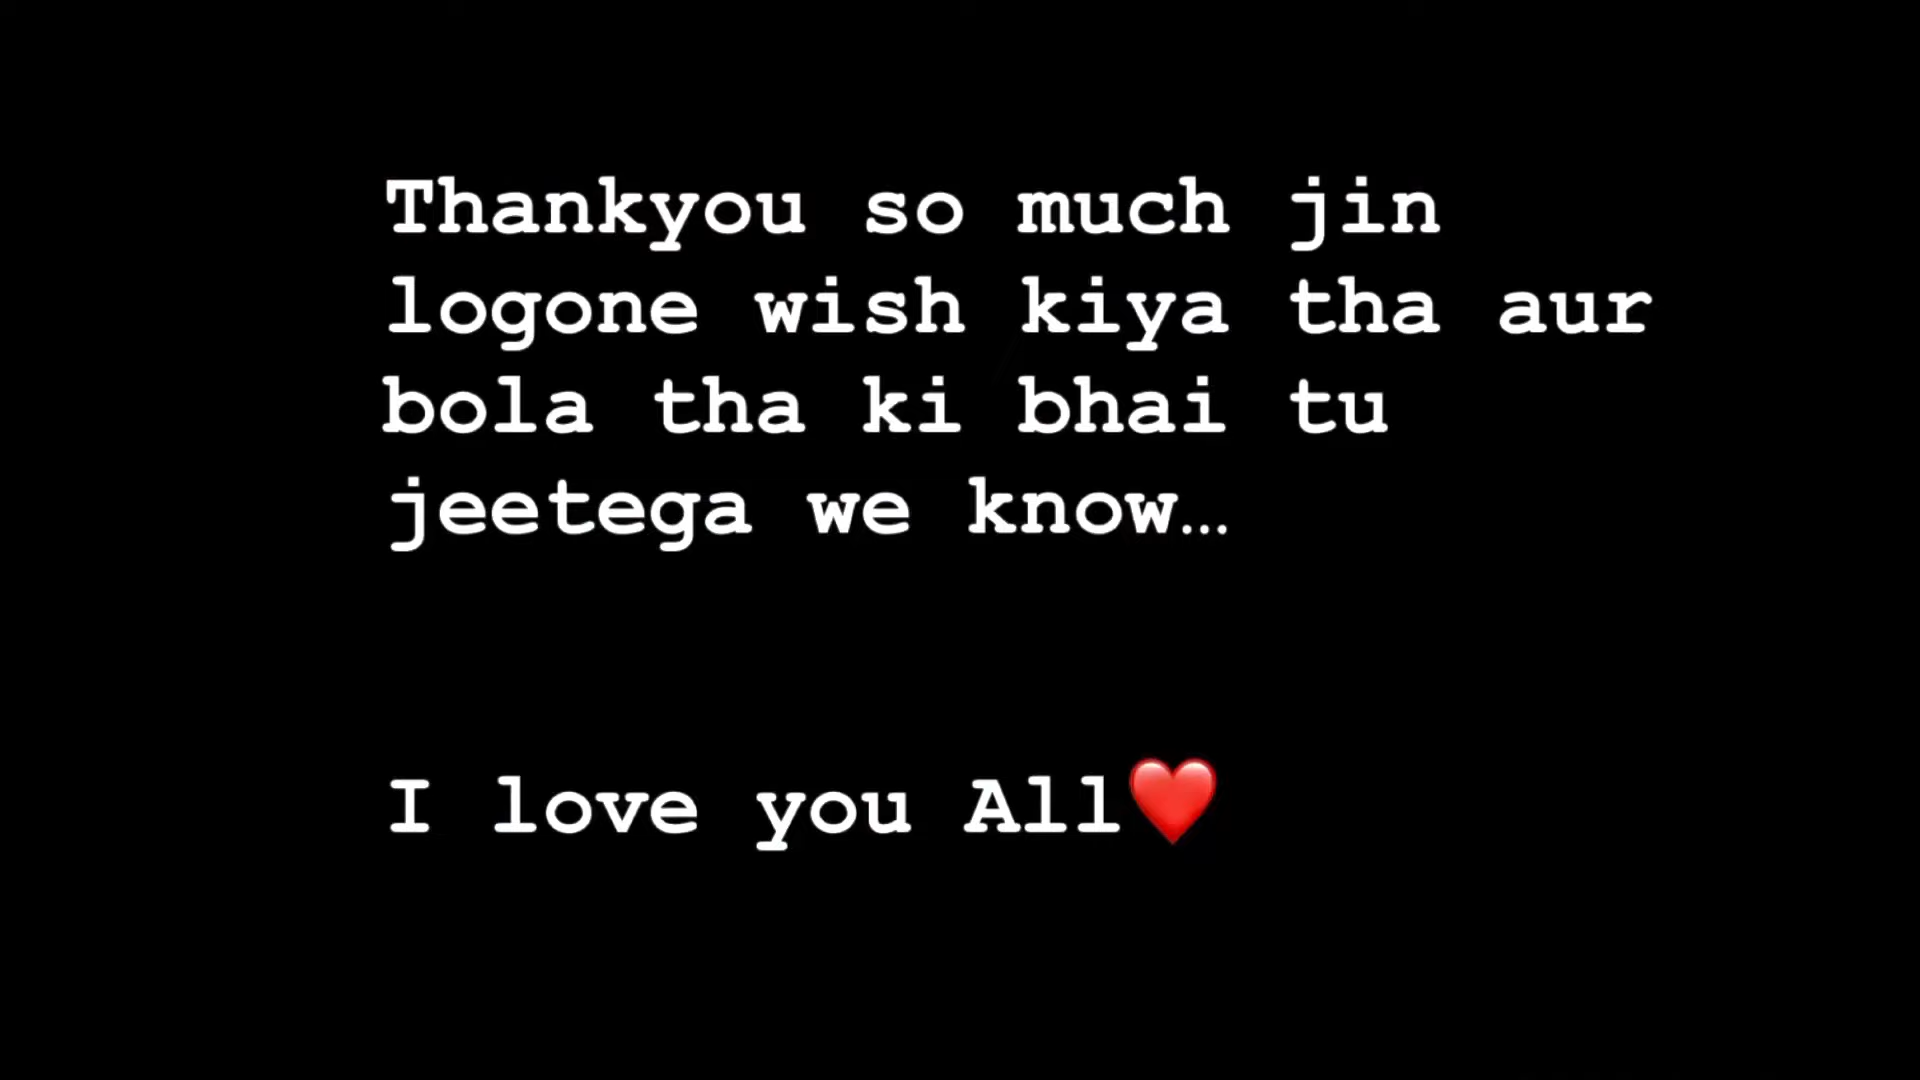 Thankyou so much jin
logone wish kiya tha aur
bola tha ki bhai tu
jeetega we know…
I love you All❤️